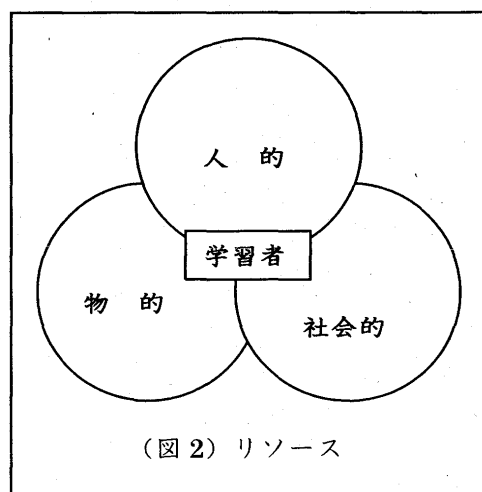 人的
学習者
物的
社会的
(図2)リソース